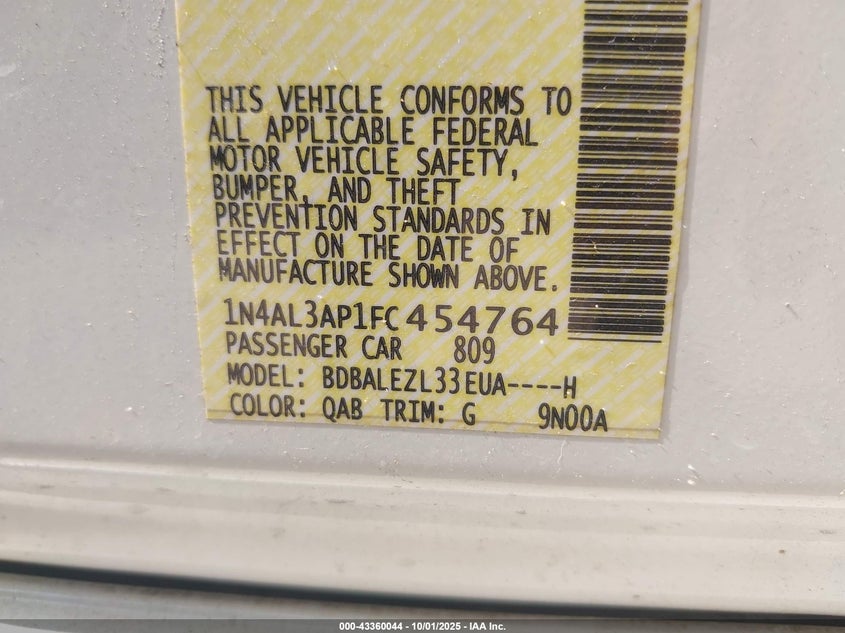 THIS VEHICLE CONFORMS TO
ALL APPLICABLE FEDERAL
MOTOR VEHICLE SAFETY,
BUMPER, AND THEFT
PREVENTION STANDARDS IN
EFFECT ON THE DATE OF
MANUFACTURE SHOWN ABOVE.
1N4AL3AP1FC454764
PASSENGER CAR 809
MODEL: BDBALEZL33EUA----H
COLOR: QAB TRIM: G 9N00A
000-43360044 - 10/01/2025 - IAA Inc.